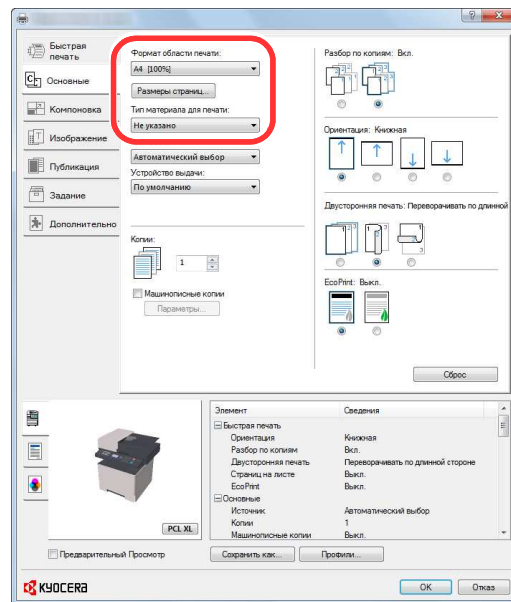 Быстрая печать
Основные
Компоновка
Изображение
Публикация
Задание
Дополнительно
Формат области печати:
A4 [100%]
Размеры страниц...
Тип материала для печати:
Не указано
Автоматический выбор
Устройство выдачи:
По умолчанию
Копии:
1
Машинописные копии
Параметры...
Разбор по копиям: Вкл.
Ориентация: Книжная
Двусторонняя печать: Переворачивать по длинной
EcoPrint: Выкл.
Сброс
PCL XL
Предварительный Просмотр
Элемент Сведения
Быстрая печать
Ориентация Книжная
Разбор по копиям Вкл.
Двусторонняя печать Переворачивать по длинной стороне
Страниц на листе Выкл.
EcoPrint Выкл.
Основные
Источник Автоматический выбор
Копии 1
Машинописные копии Выкл.
Сохранить как... Профили...
KYOCERA
OK Отказ